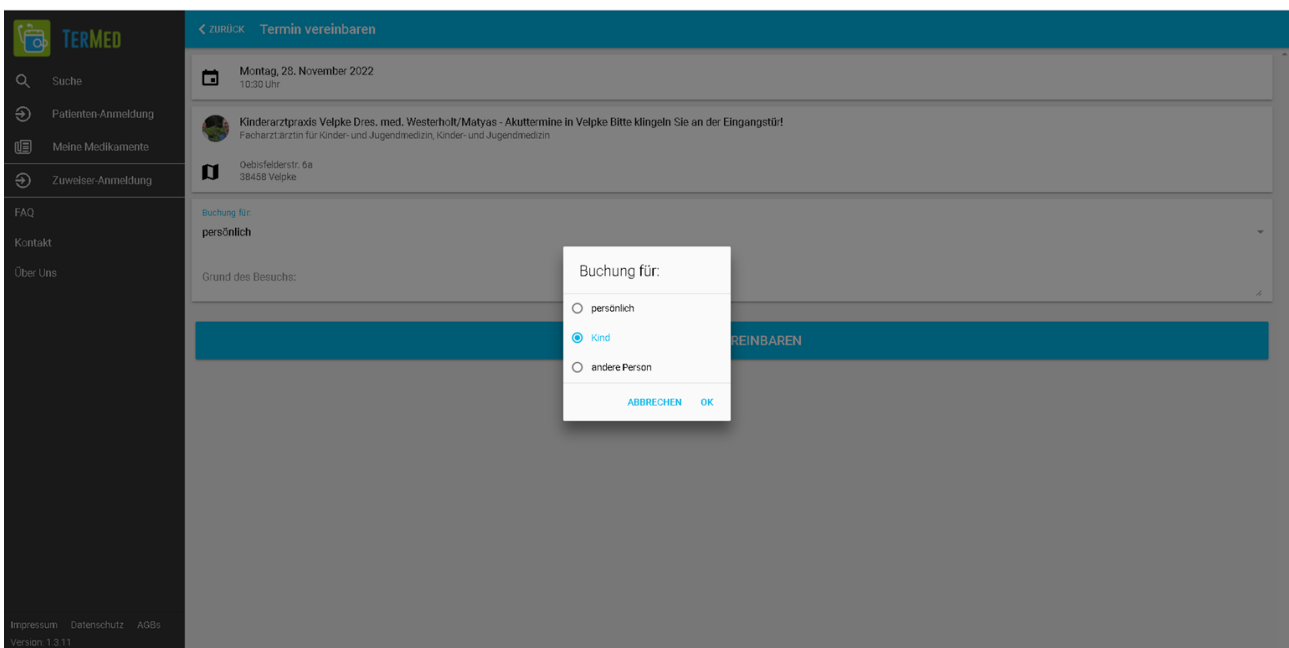 TERMED
Suche
Patienten-Anmeldung
Meine Medikamente
Zuweiser-Anmeldung
FAQ
Kontakt
Über Uns
Impressum Datenschutz AGBs
Version: 1.3.11
ZURÜCK Termin vereinbaren
Montag, 28. November 2022
10:30 Uhr
Kinderarztpraxis Velpke Dres. med. Westerholt/Matyas - Akuttermine in Velpke Bitte klingeln Sie an der Eingangstür!
Facharzt:ärztin für Kinder- und Jugendmedizin, Kinder- und Jugendmedizin
Oebisfelderstr. 6a
38458 Velpke
Buchung für:
persönlich
Grund des Besuchs:
REINBAREN
Buchung für:
persönlich
Kind
andere Person
ABBRECHEN OK